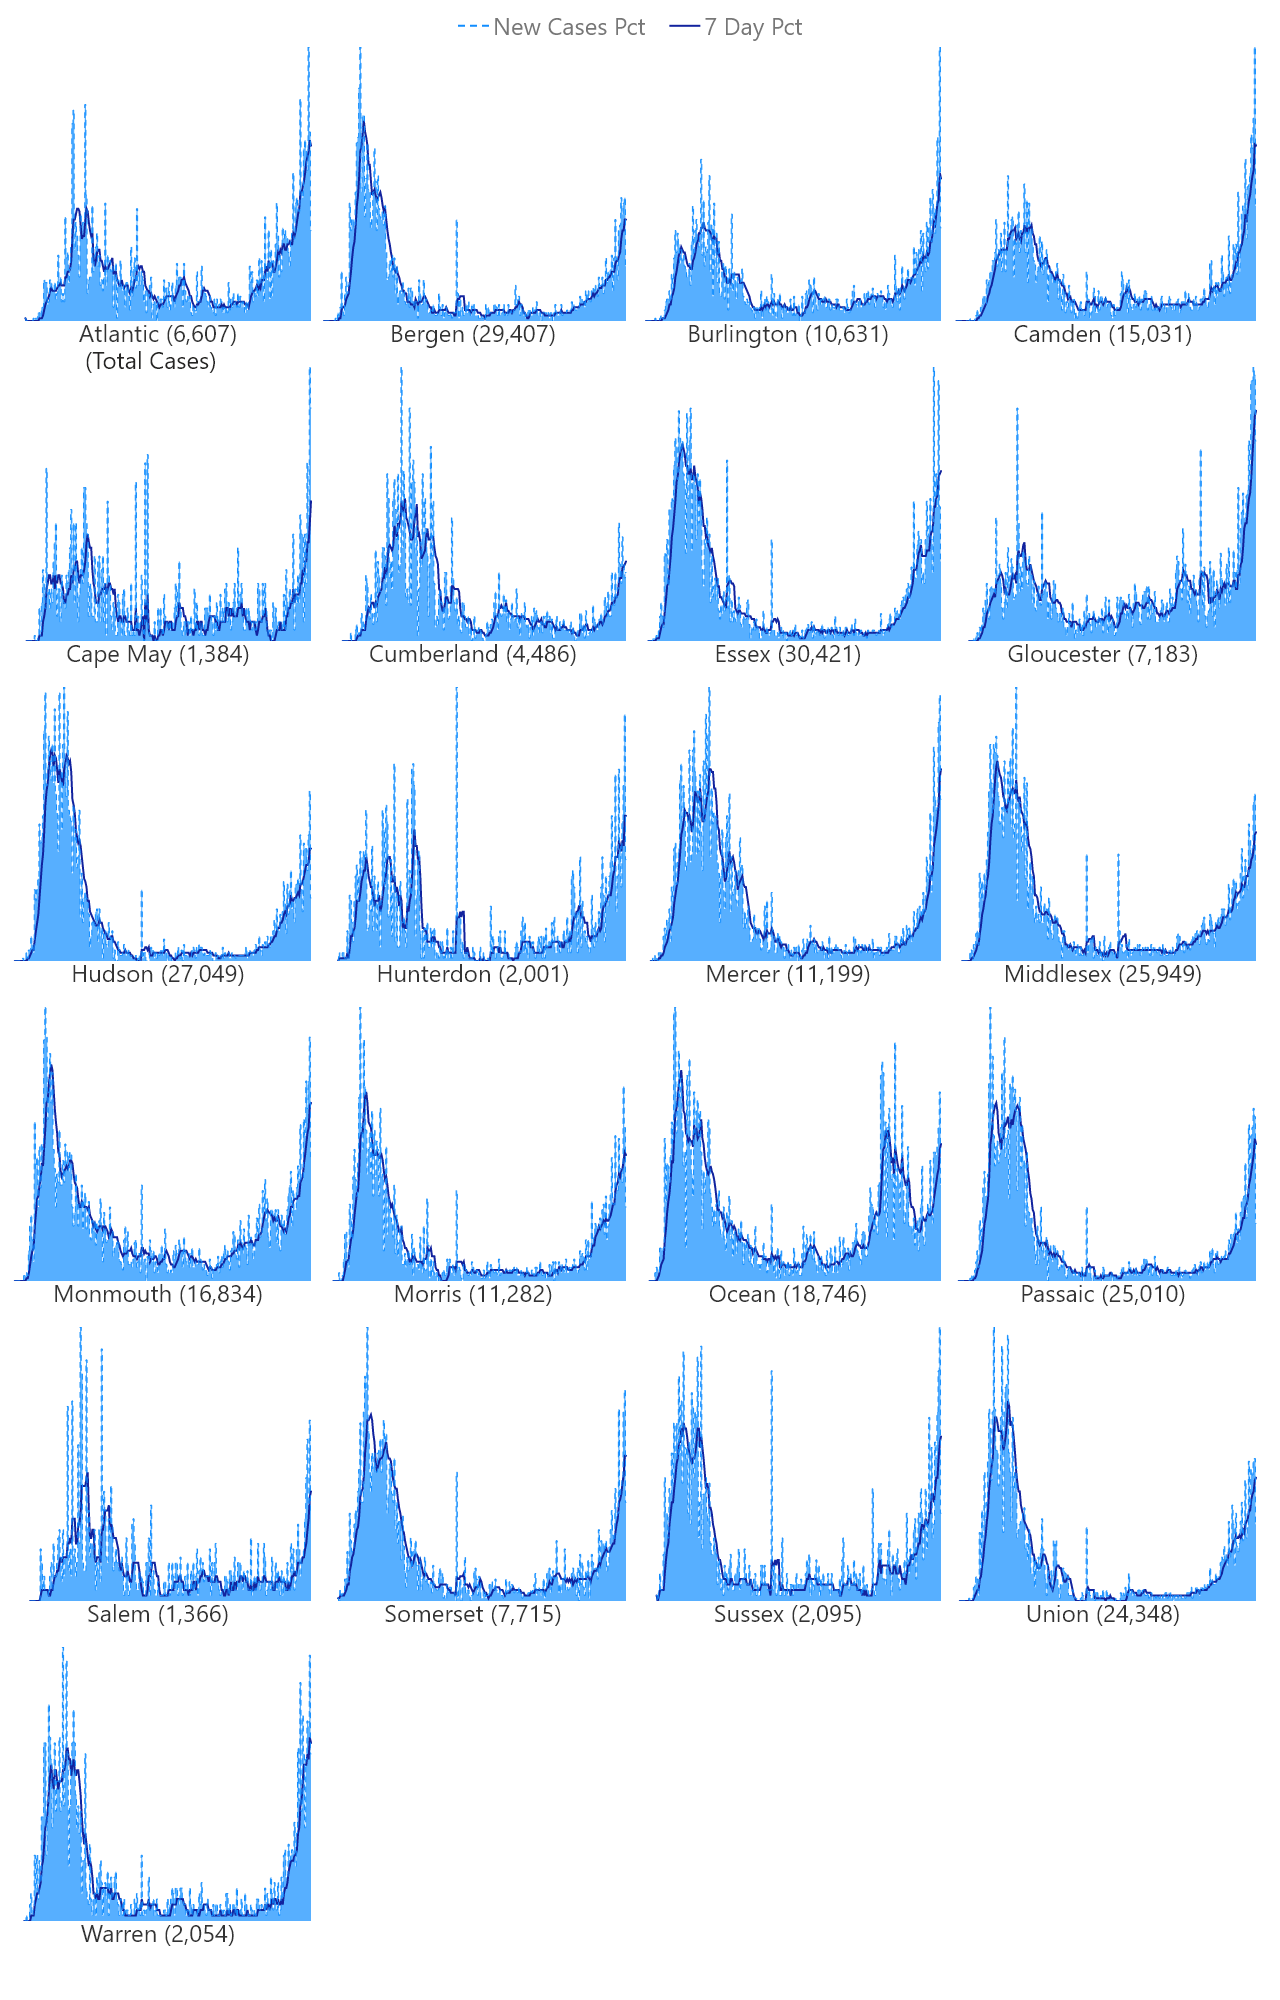 New Cases Pct 7 Day Pct
Atlantic (6,607) Bergen (29,407) Burlington (10,631) Camden (15,031)
(Total Cases)
Cape May (1,384) Cumberland (4,486) Essex (30,421) Gloucester (7,183)
Hudson (27,049) Hunterdon (2,001) Mercer (11,199) Middlesex (25,949)
Monmouth (16,834) Morris (11,282) Ocean (18,746) Passaic (25,010)
Salem (1,366) Somerset (7,715) Sussex (2,095) Union (24,348)
Warren (2,054)